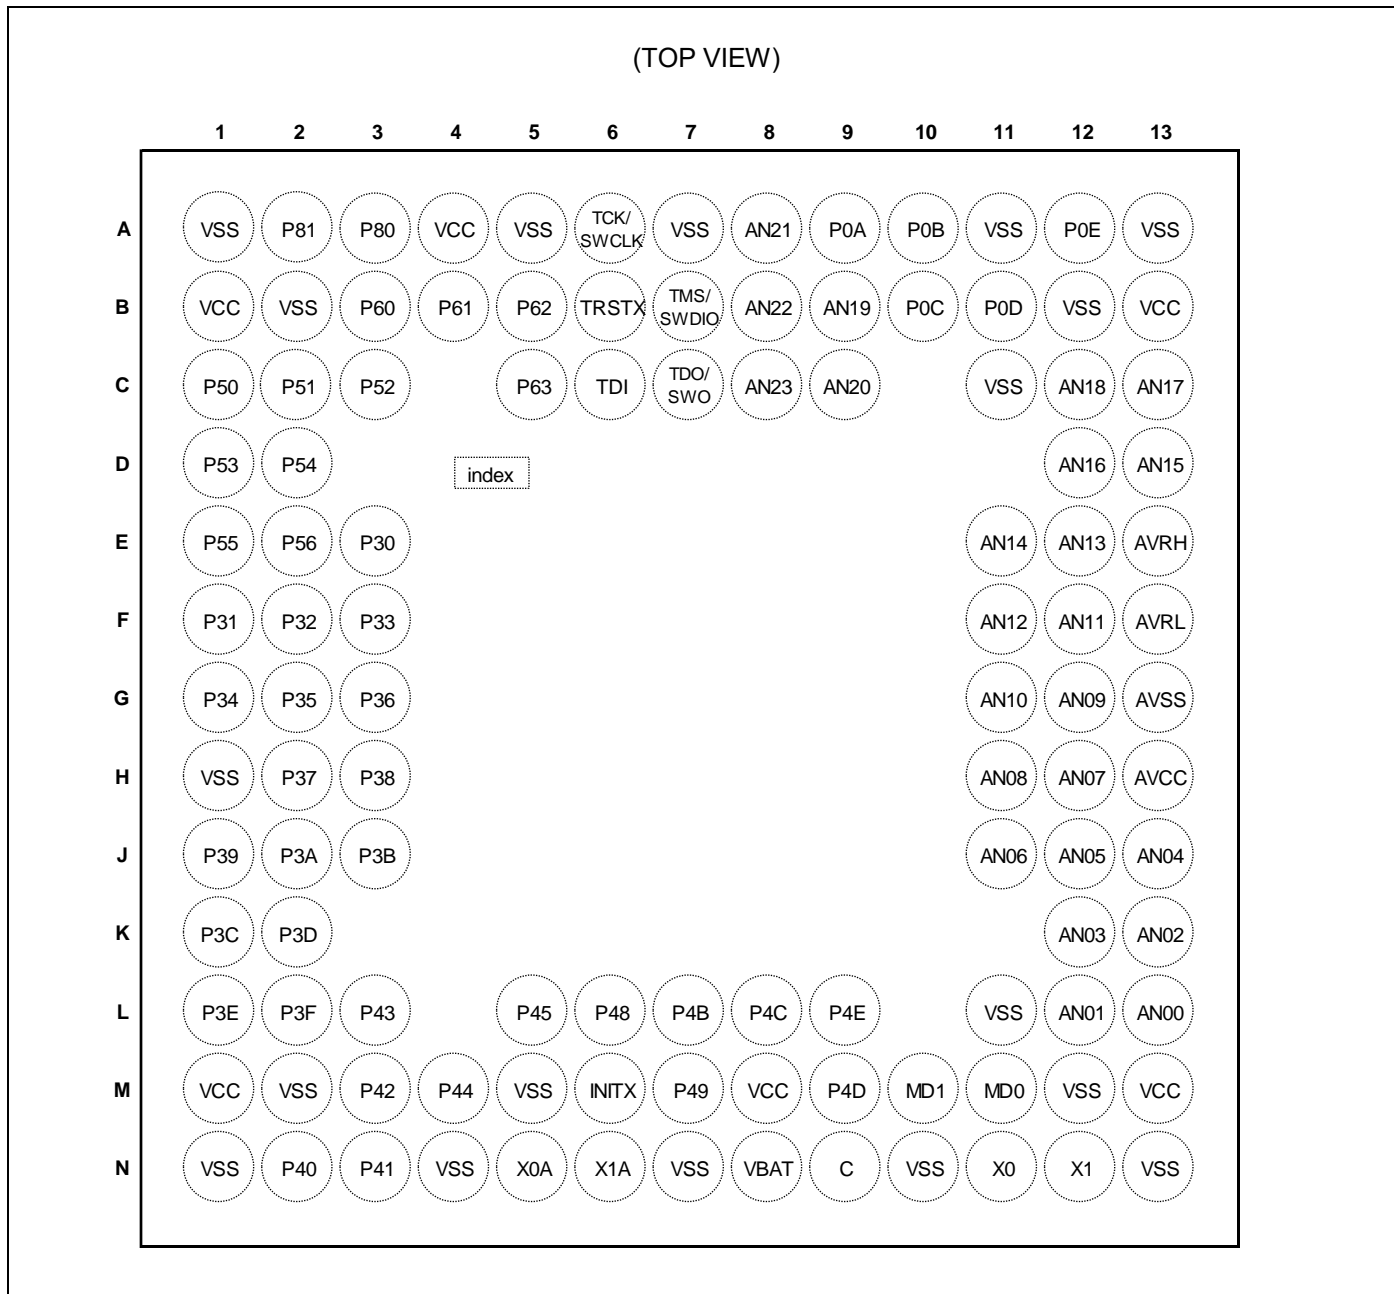 (TOP VIEW)
1 2 3 4 5 6 7 8 9 10 11 12 13
A VSS P81 P80 VCC VSS TCK/ SWCLK VSS AN21 P0A P0B VSS P0E VSS
B VCC VSS P60 P61 P62 TRSTX TMS/ SWDIO AN22 AN19 P0C P0D VSS VCC
C P50 P51 P52 P63 TDI TDO/ SWO AN23 AN20 VSS AN18 AN17
D P53 P54 index AN16 AN15
E P55 P56 P30 AN14 AN13 AVRH
F P31 P32 P33 AN12 AN11 AVRL
G P34 P35 P36 AN10 AN09 AVSS
H VSS P37 P38 AN08 AN07 AVCC
J P39 P3A P3B AN06 AN05 AN04
K P3C P3D AN03 AN02
L P3E P3F P43 P45 P48 P4B P4C P4E VSS AN01 AN00
M VCC VSS P42 P44 VSS INITX P49 VCC P4D MD1 MD0 VSS VCC
N VSS P40 P41 VSS X0A X1A VSS VBAT C VSS X0 X1 VSS